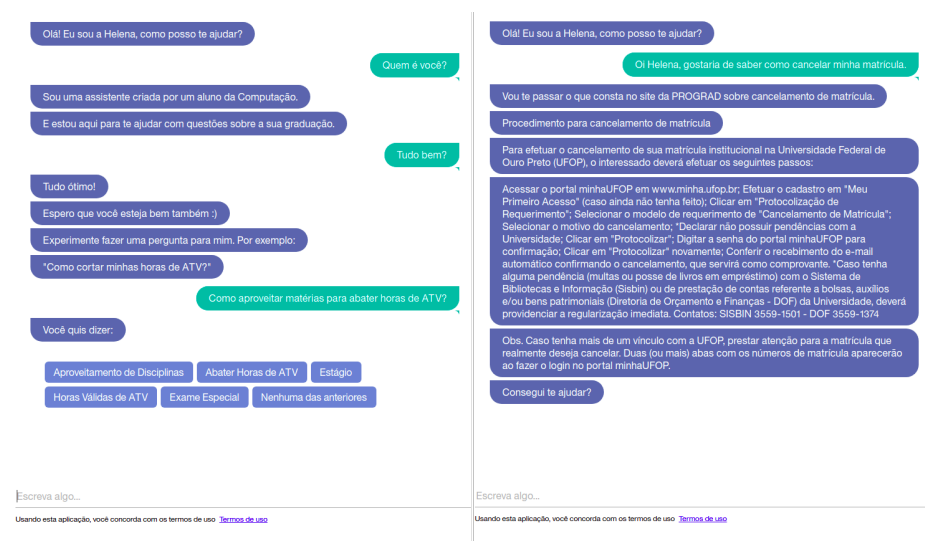 Olá! Eu sou a Helena, como posso te ajudar?
Quem é você?
Sou uma assistente criada por um aluno da Computação.
E estou aqui para te ajudar com questões sobre a sua graduação.
Tudo bem?
Tudo ótimo!
Espero que você esteja bem também :)
Experimente fazer uma pergunta para mim. Por exemplo:
"Como cortar minhas horas de ATV?"
Como aproveitar matérias para abater horas de ATV?
Você quis dizer:
Aproveitamento de Disciplinas
Abater Horas de ATV
Estágio
Horas Válidas de ATV
Exame Especial
Nenhuma das anteriores
Escreva algo...
Usando esta aplicação, você concorda com os termos de uso Termos de uso
Olá! Eu sou a Helena, como posso te ajudar?
Oi Helena, gostaria de saber como cancelar minha matrícula.
Vou te passar o que consta no site da PROGRAD sobre cancelamento de matrícula.
Procedimento para cancelamento de matrícula
Para efetuar o cancelamento de sua matrícula institucional na Universidade Federal de
Ouro Preto (UFOP), o interessado deverá efetuar os seguintes passos:
Acessar o portal minhaUFOP em www.minha.ufop.br; Efetuar o cadastro em "Meu
Primeiro Acesso" (caso ainda não tenha feito); Clicar em "Protocolização de
Requerimento"; Selecionar o modelo de requerimento de "Cancelamento de Matrícula";
Selecionar o motivo do cancelamento; *Declarar não possuir pendências com a
Universidade; Clicar em "Protocolizar"; Digitar a senha do portal minhaUFOP para
confirmação; Clicar em "Protocolizar" novamente; Conferir o recebimento do e-mail
automático confirmando o cancelamento, que servirá como comprovante. *Caso tenha
alguma pendência (multas ou posse de livros em empréstimo) com o Sistema de
Bibliotecas e Informação (Sisbin) ou de prestação de contas referente a bolsas, auxílios
e/ou bens patrimoniais (Diretoria de Orçamento e Finanças - DOF) da Universidade, deverá
providenciar a regularização imediata. Contatos: SISBIN 3559-1501 - DOF 3559-1374
Obs. Caso tenha mais de um vínculo com a UFOP, prestar atenção para a matrícula que
realmente deseja cancelar. Duas (ou mais) abas com os números de matrícula aparecerão
ao fazer o login no portal minhaUFOP.
Consegui te ajudar?
Escreva algo...
Usando esta aplicação, você concorda com os termos de uso Termos de uso